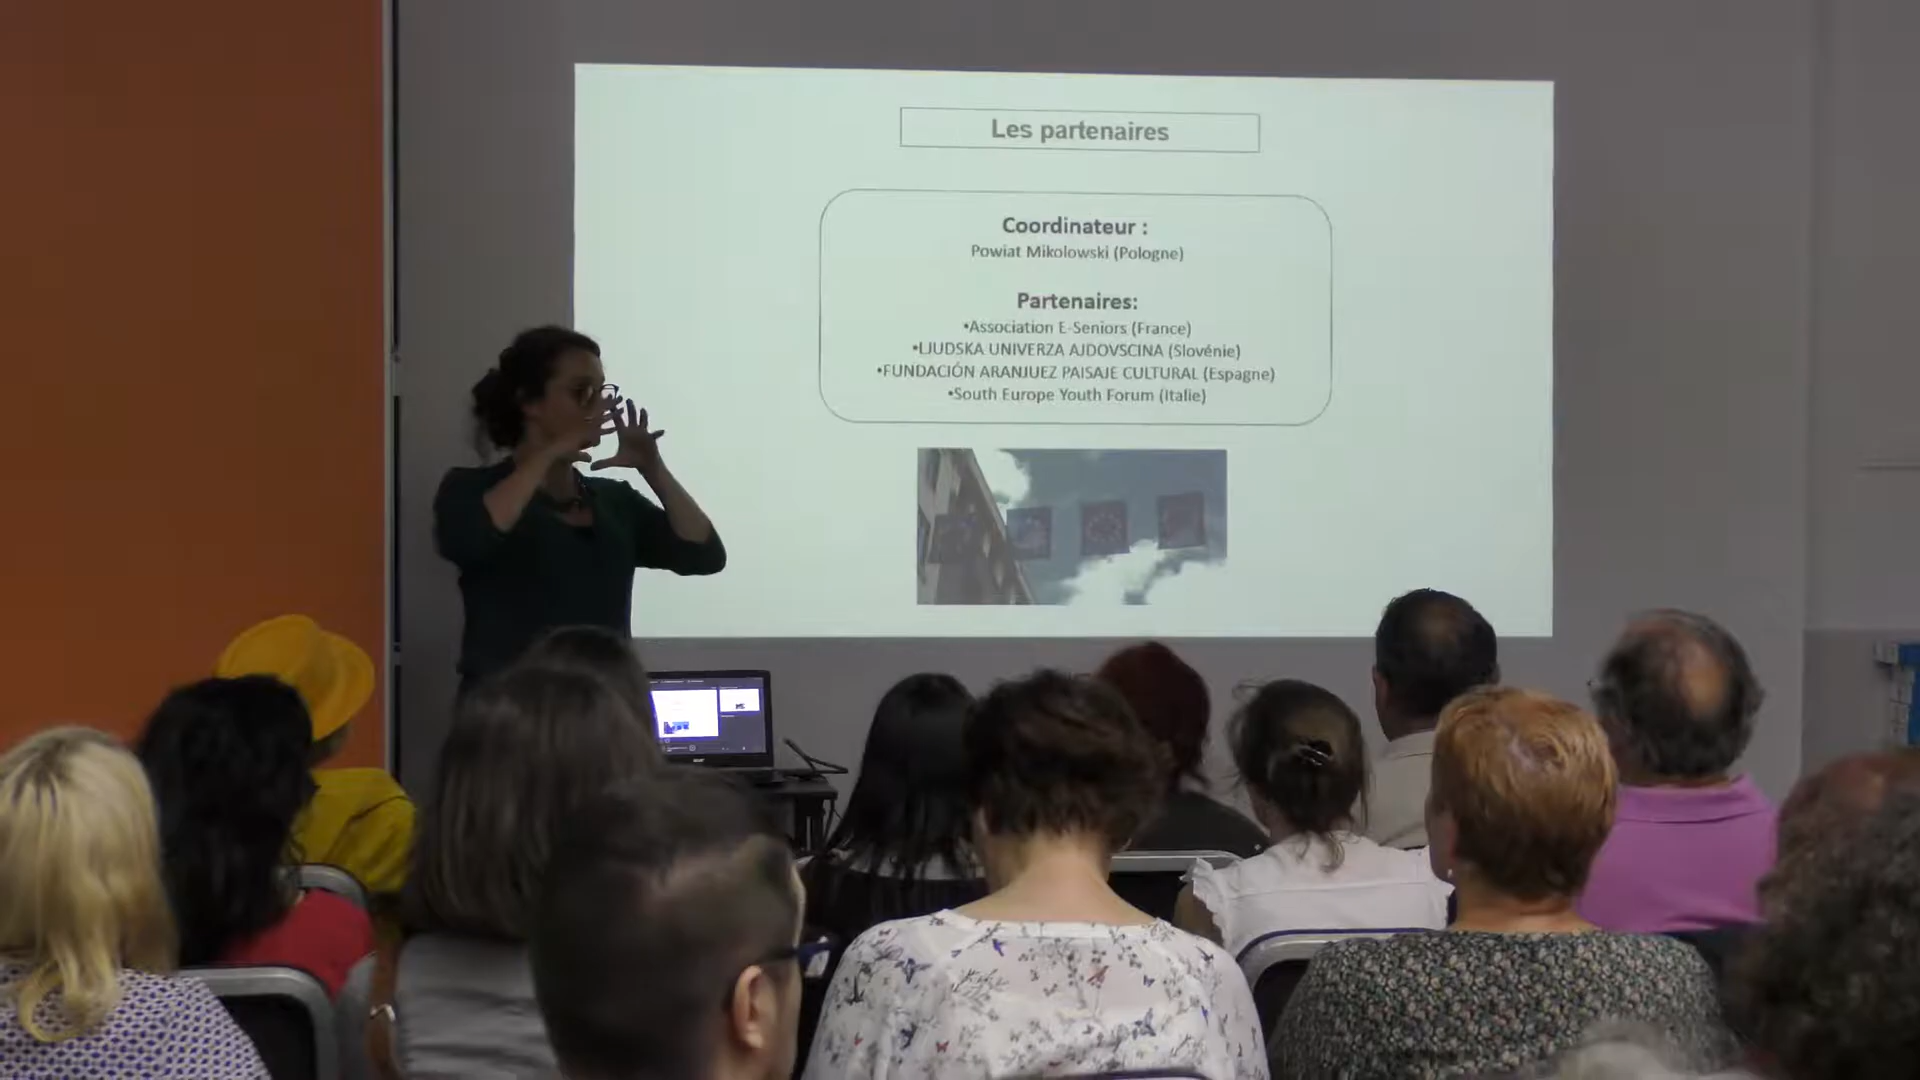 Les partenaires
Coordinateur :
Powiat Mikolowski (Pologne)
Partenaires:
•Association E-Seniors (France)
•LJUDSKA UNIVERZA AJDOVSCINA (Slovénie)
•FUNDACIÓN ARANJUEZ PAISAJE CULTURAL (Espagne)
•South Europe Youth Forum (Italie)